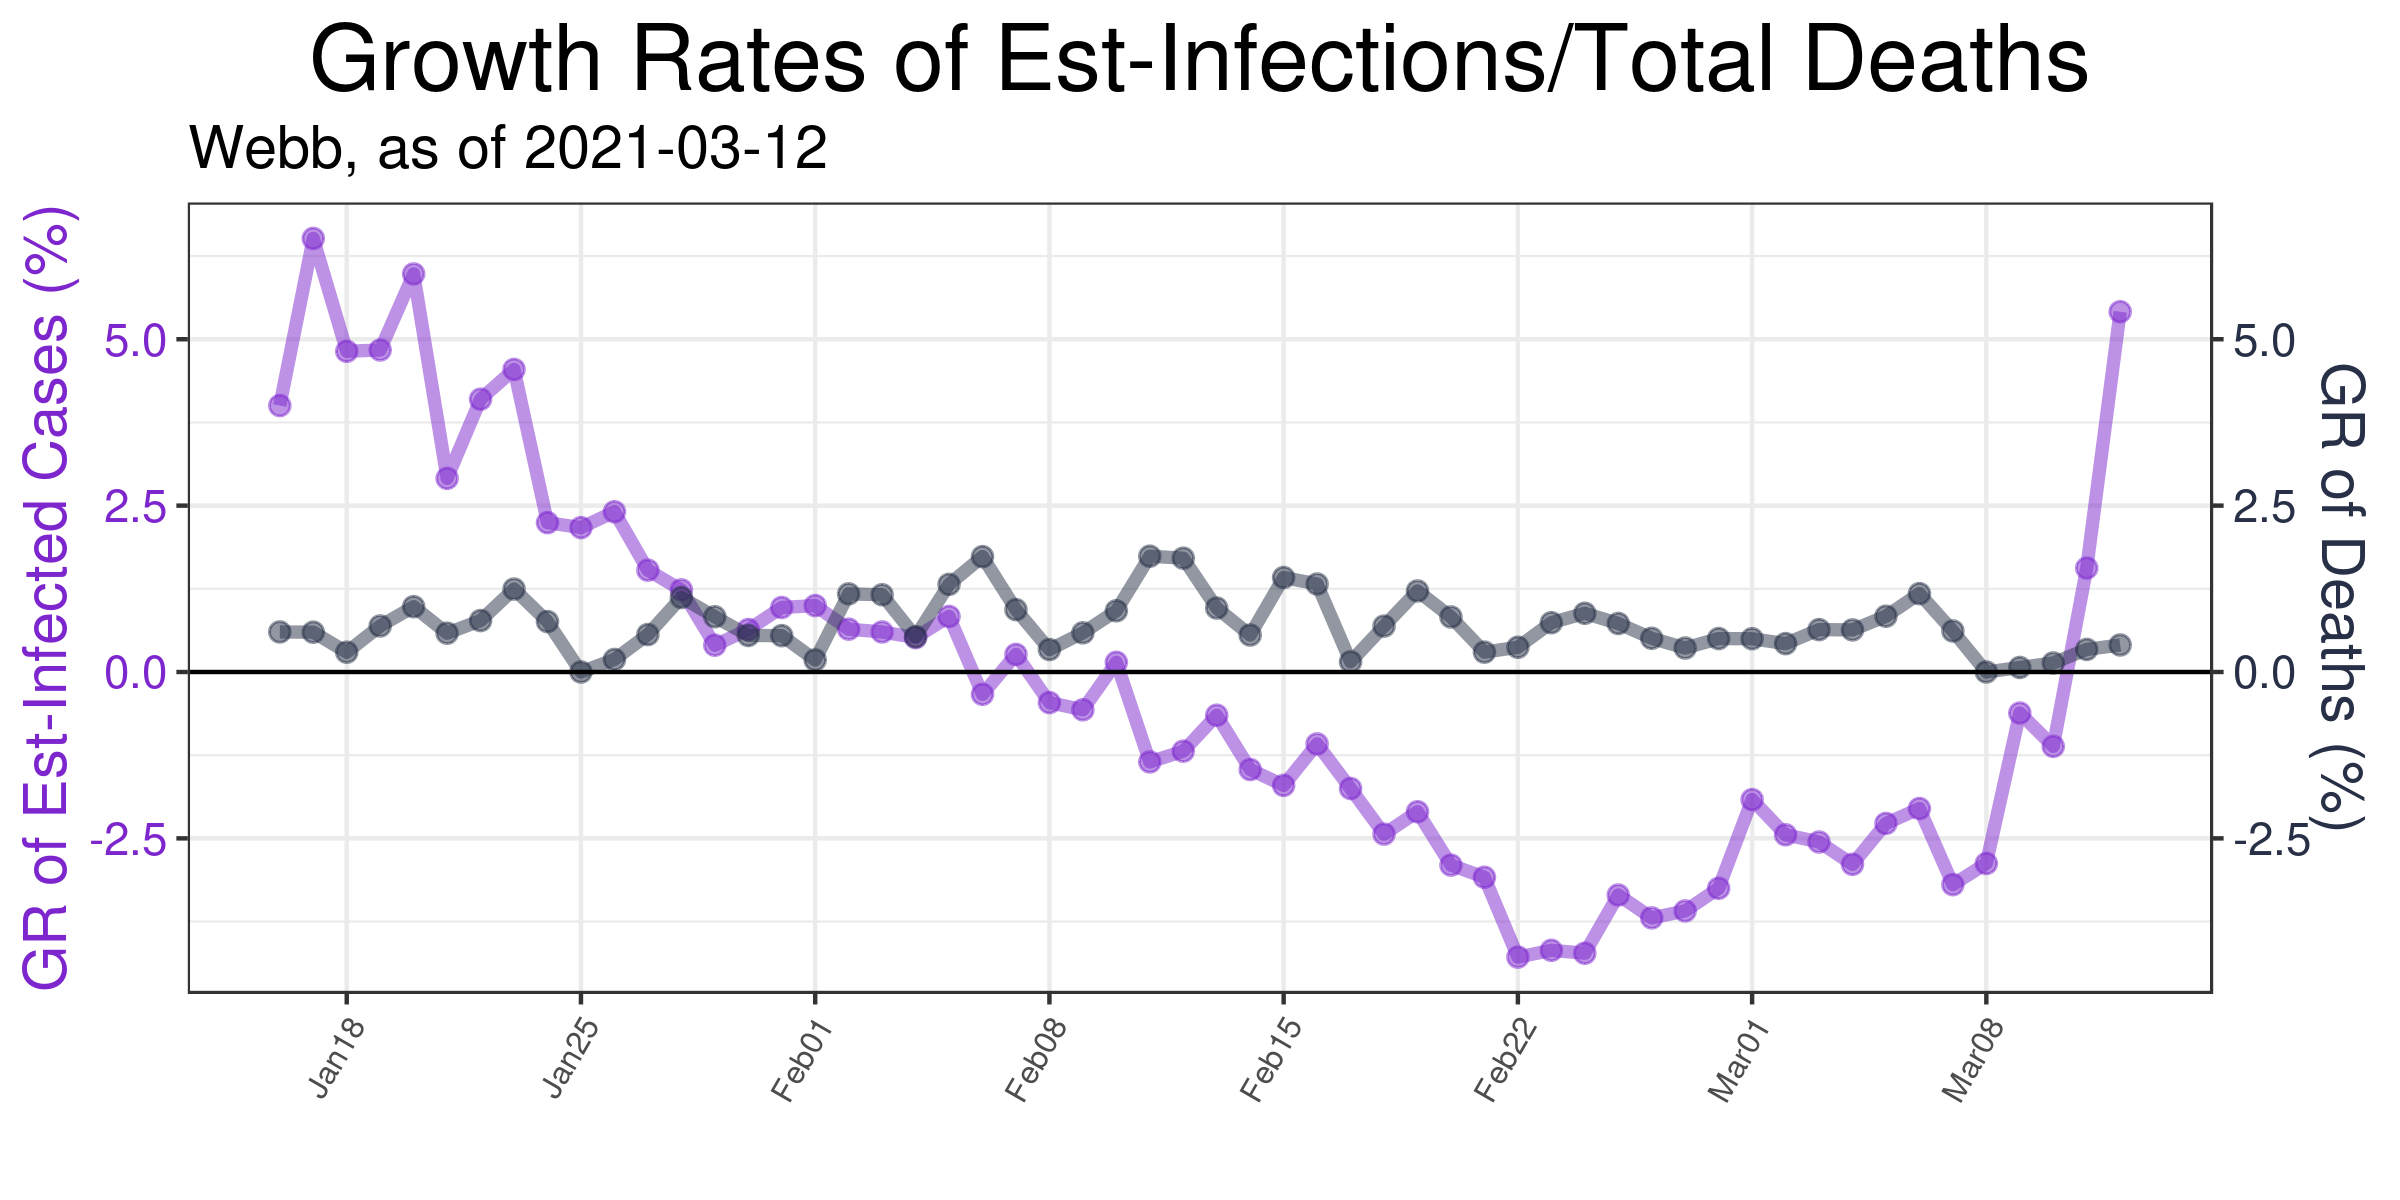 Growth Rates of Est-Infections/Total Deaths
Webb, as of 2021-03-12
GR of Est-Infected Cases (%)
5.0
2.5
0.0
-2.5
5.0
2.5
0.0
-2.5
GR of Deaths (%)
Jan18
Jan25
Feb01
Feb08
Feb15
Feb22
Mar01
Mar08